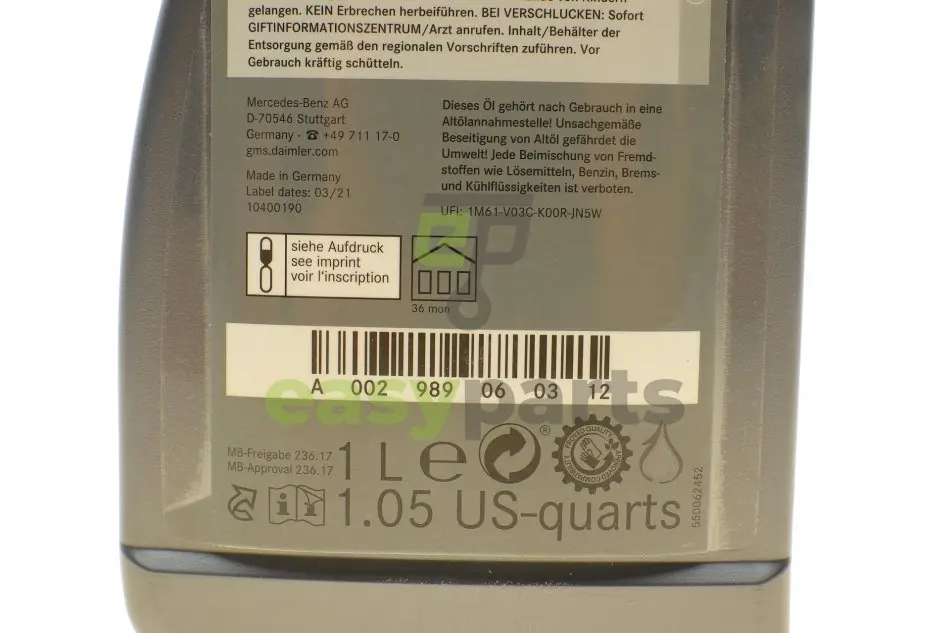 gelangen. KEIN Erbrechen herbeiführen. BEI VERSCHLUCKEN: Sofort
GIFTINFORMATIONSZENTRUM/Arzt anrufen. Inhalt/Behälter der
Entsorgung gemäß den regionalen Vorschriften zuführen. Vor
Gebrauch kräftig schütteln.
Mercedes-Benz AG
D-70546 Stuttgart
Germany · ☎ +49 711 17-0
gms.daimler.com
Made in Germany
Label dates: 03/21
10400190
Dieses Öl gehört nach Gebrauch in eine
Altölannahmestelle! Unsachgemäße
Beseitigung von Altöl gefährdet die
Umwelt! Jede Beimischung von Fremd-
stoffen wie Lösemitteln, Benzin, Brems-
und Kühlflüssigkeiten ist verboten.
UFI: 1M61-V03C-K00R-JN5W
siehe Aufdruck
see imprint
voir l'inscription
36 mon
A 002 989 06 03 12
easyparts
MB-Freigabe 236.17
MB-Approval 236.17
1 L e
®
PROVED QUALITY
APPROVED COMPATIBILITY
1.05 US-quarts
550062452